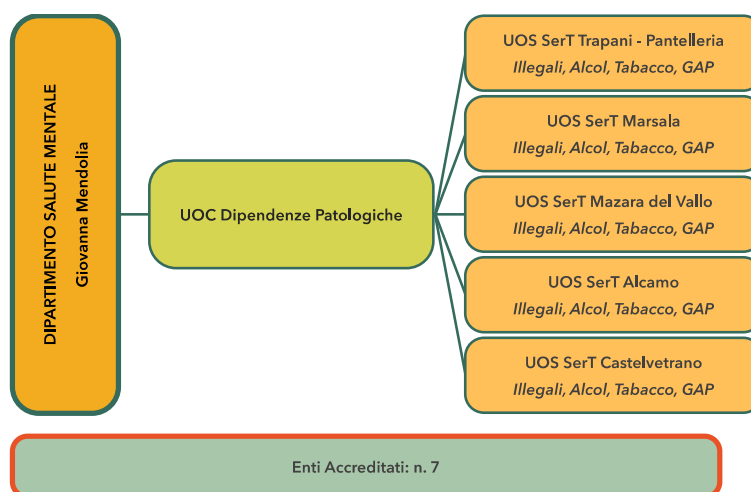 DIPARTIMENTO SALUTE MENTALE
Giovanna Mendolia
UOC Dipendenze Patologiche
UOS SerT Trapani - Pantelleria
Illegali, Alcol, Tabacco, GAP
UOS SerT Marsala
Illegali, Alcol, Tabacco, GAP
UOS SerT Mazara del Vallo
Illegali, Alcol, Tabacco, GAP
UOS SerT Alcamo
Illegali, Alcol, Tabacco, GAP
UOS SerT Castelvetrano
Illegali, Alcol, Tabacco, GAP
Enti Accreditati: n. 7